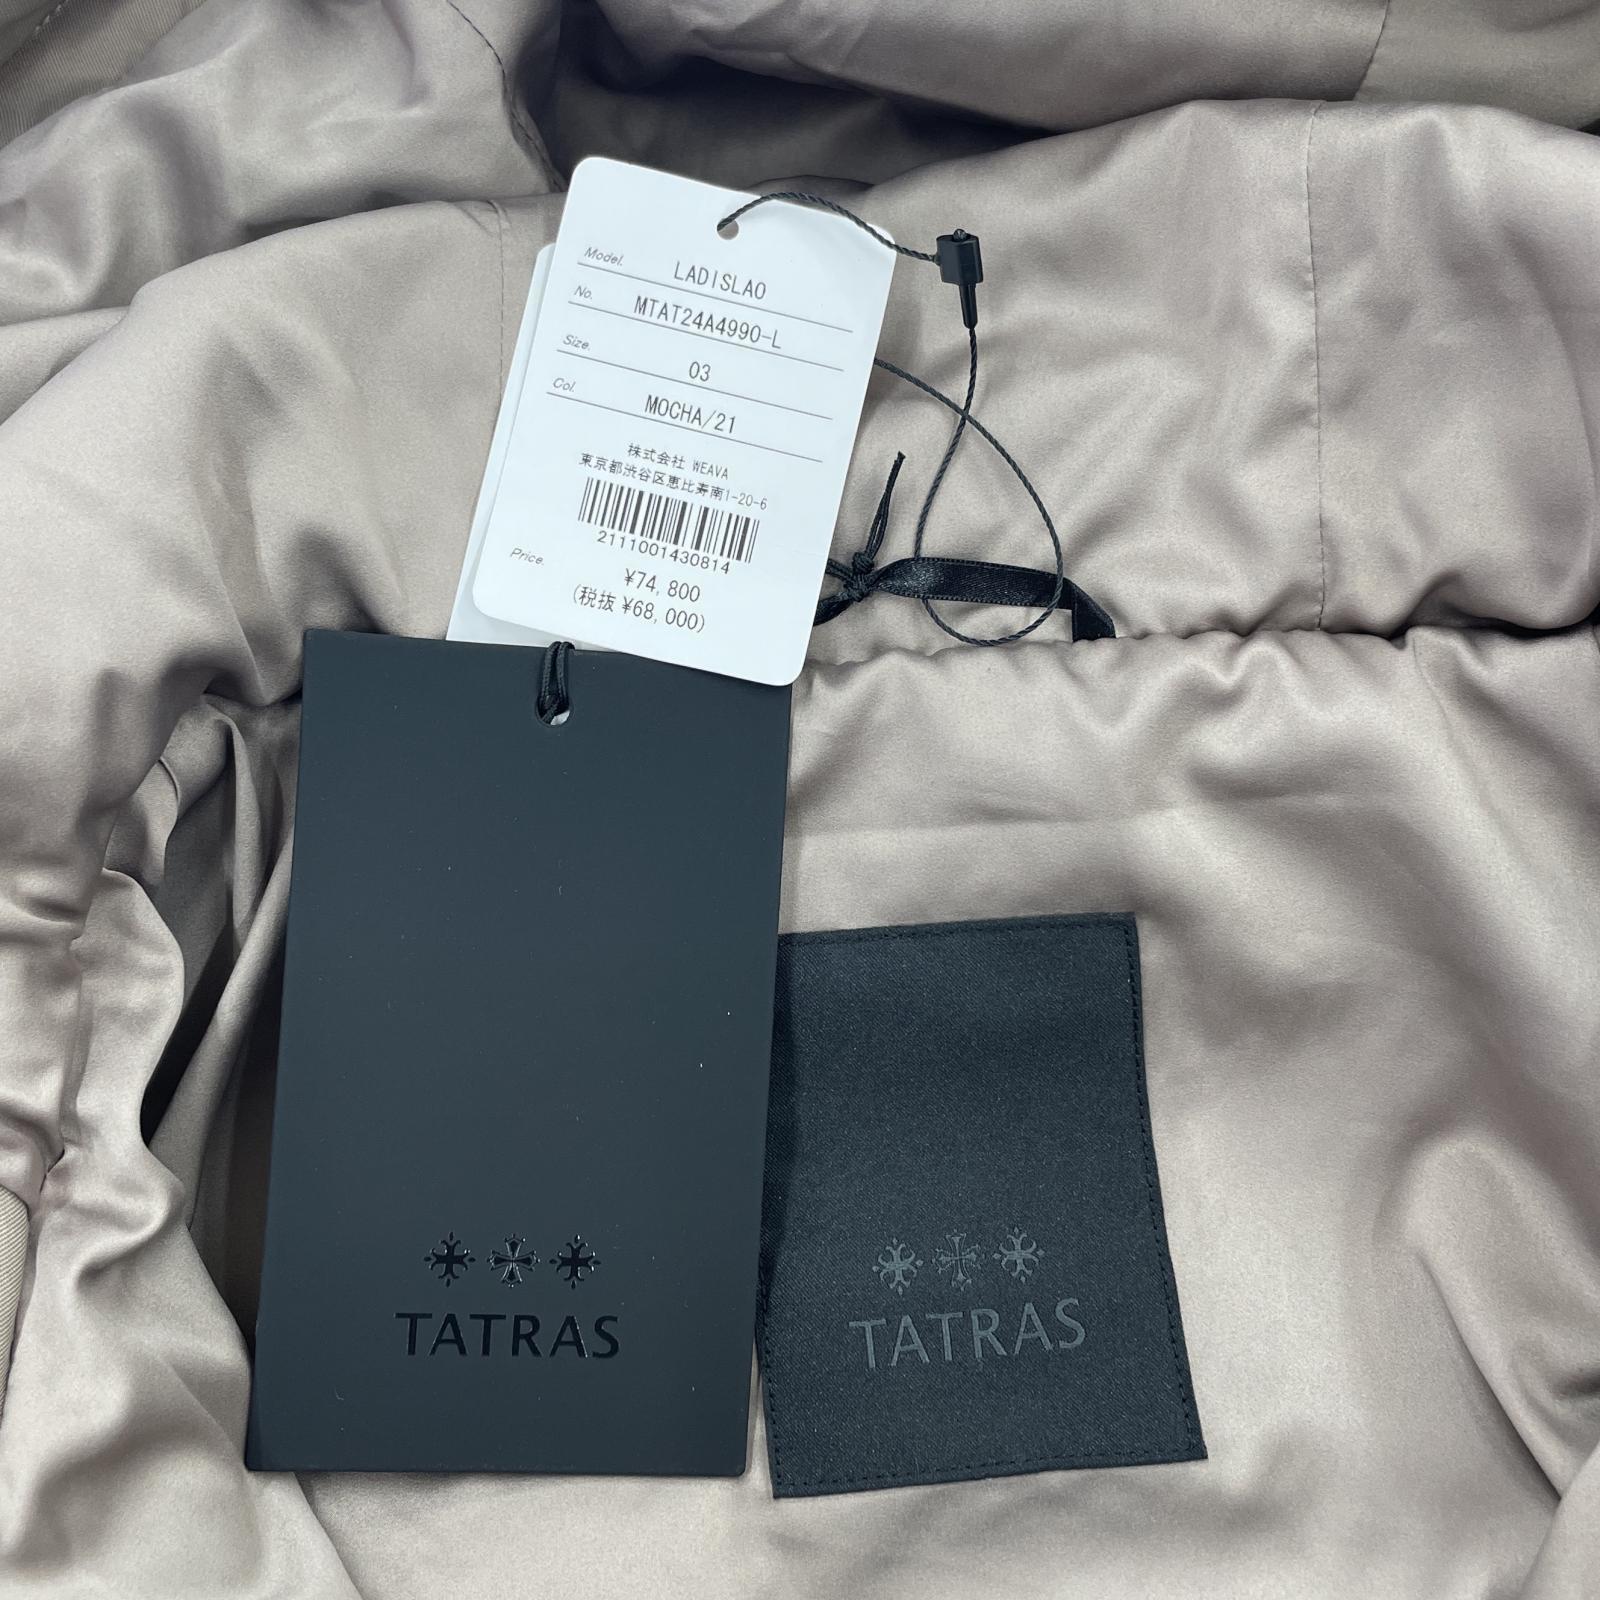 Model. LADISLAO
No. MTAT24A4990-L
Size. 03
Col. MOCHA/21
株式会社 WEAVA
東京都渋谷区恵比寿南1-20-6
2111001430814
Price. ¥74,800
(税抜 ¥68,000)
TATRAS
TATRAS